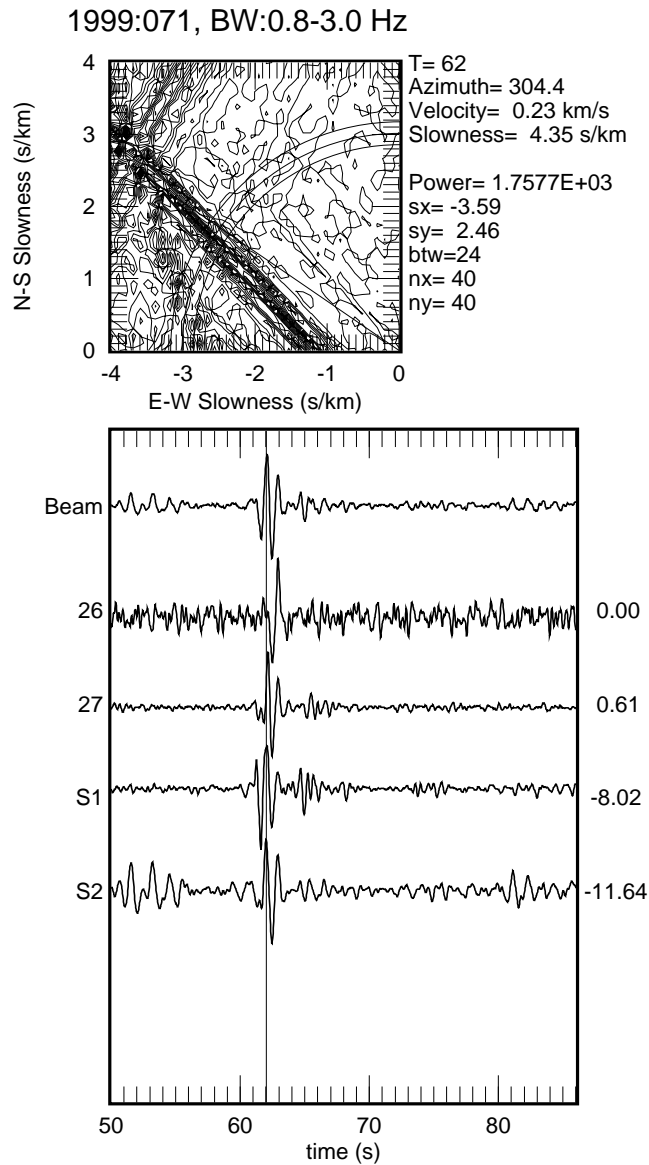 1999:071, BW:0.8-3.0 Hz
T= 62
Azimuth= 304.4
Velocity= 0.23 km/s
Slowness= 4.35 s/km
Power= 1.7577E+03
sx= -3.59
sy= 2.46
btw=24
nx= 40
ny= 40
N-S Slowness (s/km)
4
3
2
1
0
-4 -3 -2 -1 0
E-W Slowness (s/km)
Beam
26 0.00
27 0.61
S1 -8.02
S2 -11.64
50 60 70 80
time (s)